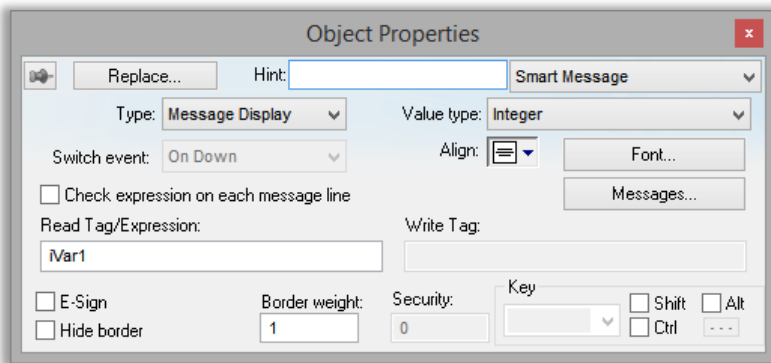 Object Properties
x
Replace... Hint: Smart Message
Type: Message Display Value type: Integer
Switch event: On Down Align: Font...
Check expression on each message line Messages...
Read Tag/Expression: Write Tag:
iVar1
E-Sign Border weight: Security: Key Shift Alt
Hide border 1 0 Ctrl ---